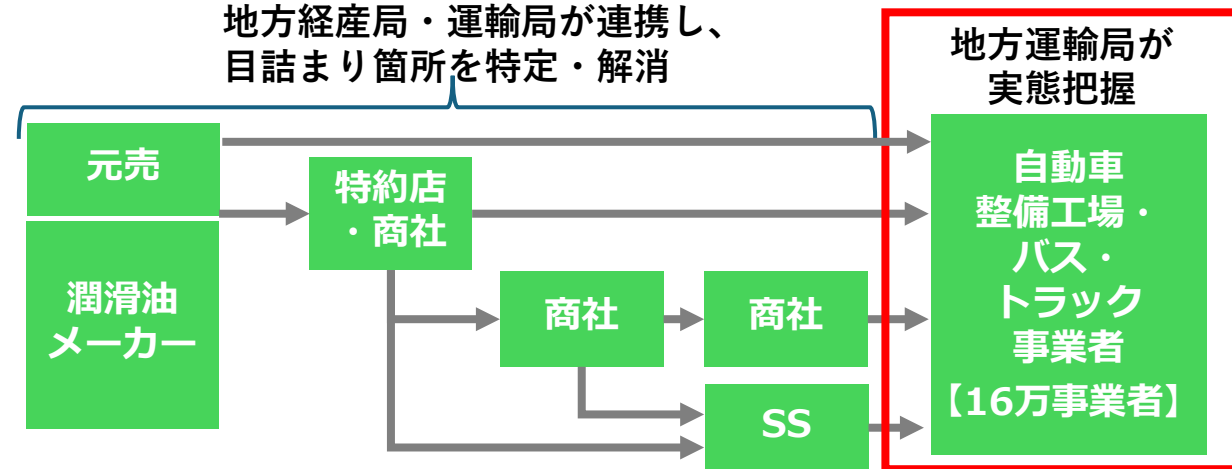 地方経産局・運輸局が連携し、
目詰まり箇所を特定・解消
地方運輸局が
実態把握
元売
潤滑油
メーカー
特約店
・商社
商社
商社
SS
自動車
整備工場・
バス・
トラック
事業者
【16万事業者】